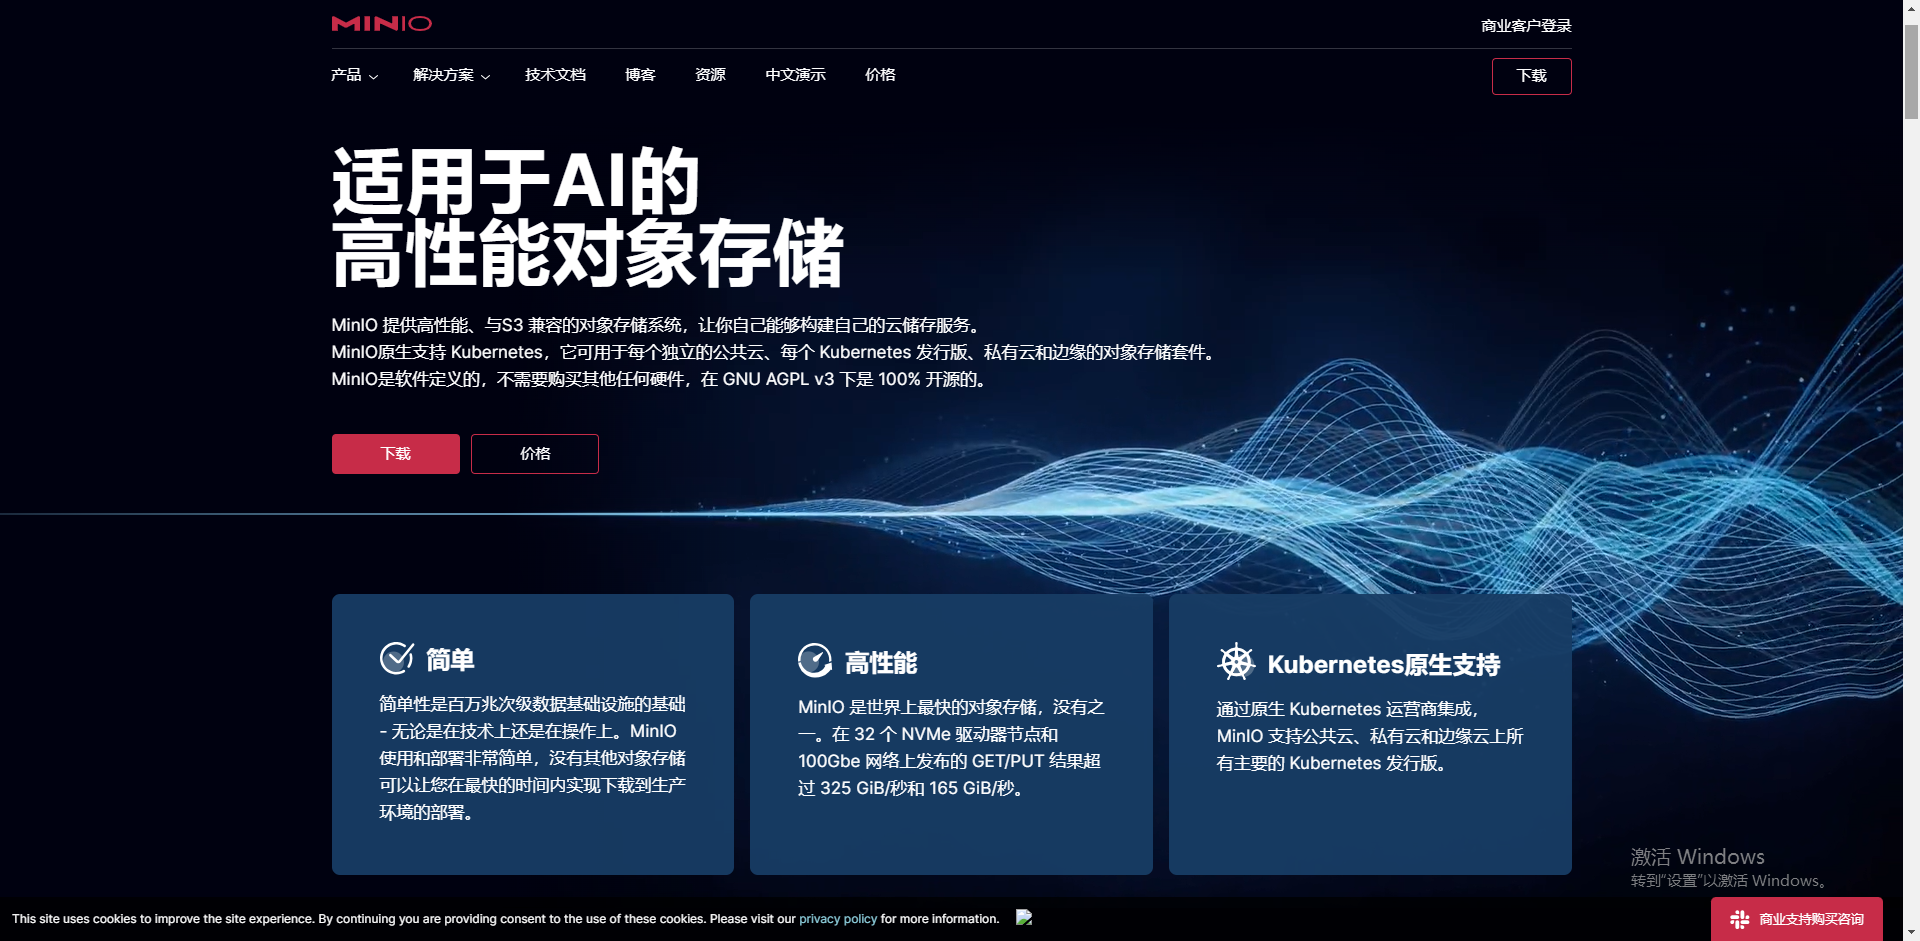 MINIO
商业客户登录
产品
解决方案
技术文档
博客
资源
中文演示
价格
下载
适用于AI的
高性能对象存储
MinIO 提供高性能、与S3 兼容的对象存储系统，让你自己能够构建自己的云储存服务。
MinIO原生支持 Kubernetes，它可用于每个独立的公共云、每个 Kubernetes 发行版、私有云和边缘的对象存储套件。
MinIO是软件定义的，不需要购买其他任何硬件，在 GNU AGPL v3 下是 100% 开源的。
下载
价格
简单
简单性是百万兆次级数据基础设施的基础
- 无论是在技术上还是在操作上。MinIO
使用和部署非常简单，没有其他对象存储
可以让您在最快的时间内实现下载到生产
环境的部署。
高性能
MinIO 是世界上最快的对象存储，没有之
一。在 32 个 NVMe 驱动器节点和
100Gbe 网络上发布的 GET/PUT 结果超
过 325 GiB/秒和 165 GiB/秒。
Kubernetes原生支持
通过原生 Kubernetes 运营商集成，
MinIO 支持公共云、私有云和边缘云上所
有主要的 Kubernetes 发行版。
激活 Windows
转到“设置”以激活 Windows。
This site uses cookies to improve the site experience. By continuing you are providing consent to the use of these cookies. Please visit our privacy policy for more information.
商业支持购买咨询